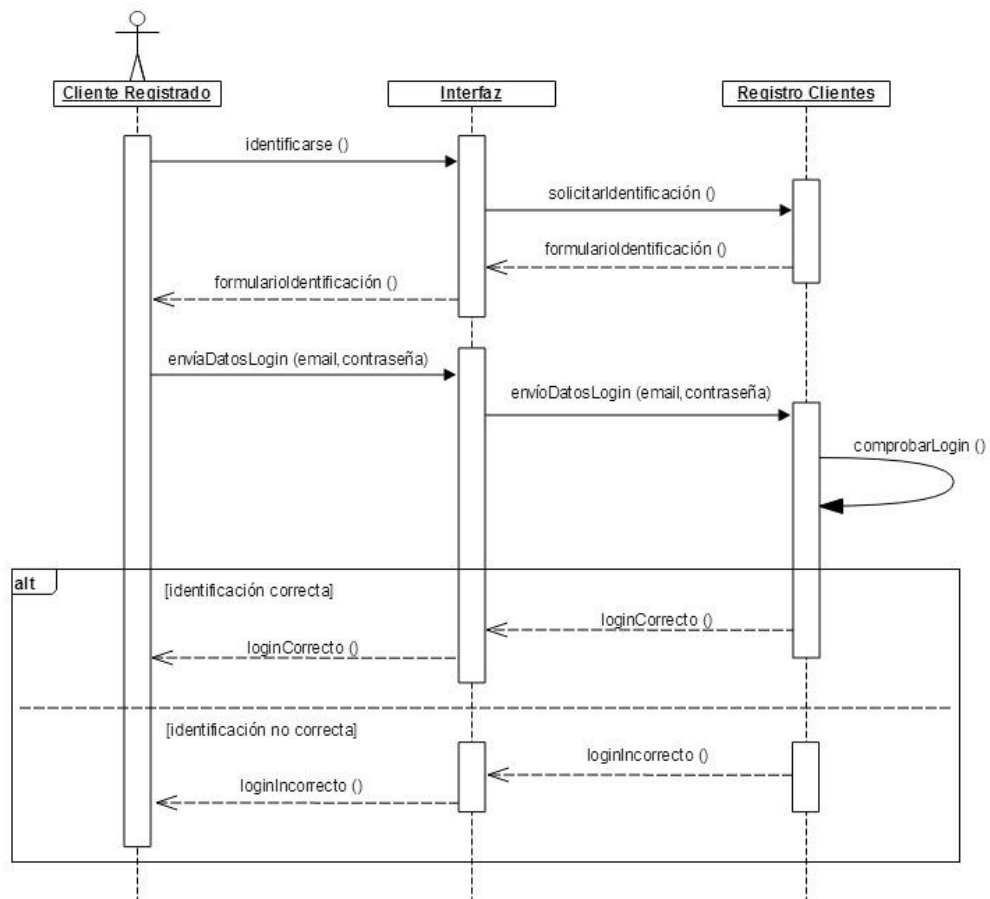 Cliente Registrado
Interfaz
Registro Clientes
identificarse ()
solicitarIdentificación ()
formularioIdentificación ()
formularioIdentificación ()
envíaDatosLogin (email,contraseña)
envíoDatosLogin (email,contraseña)
comprobarLogin ()
alt
[identificación correcta]
loginCorrecto ()
loginCorrecto ()
[identificación no correcta]
loginIncorrecto ()
loginIncorrecto ()